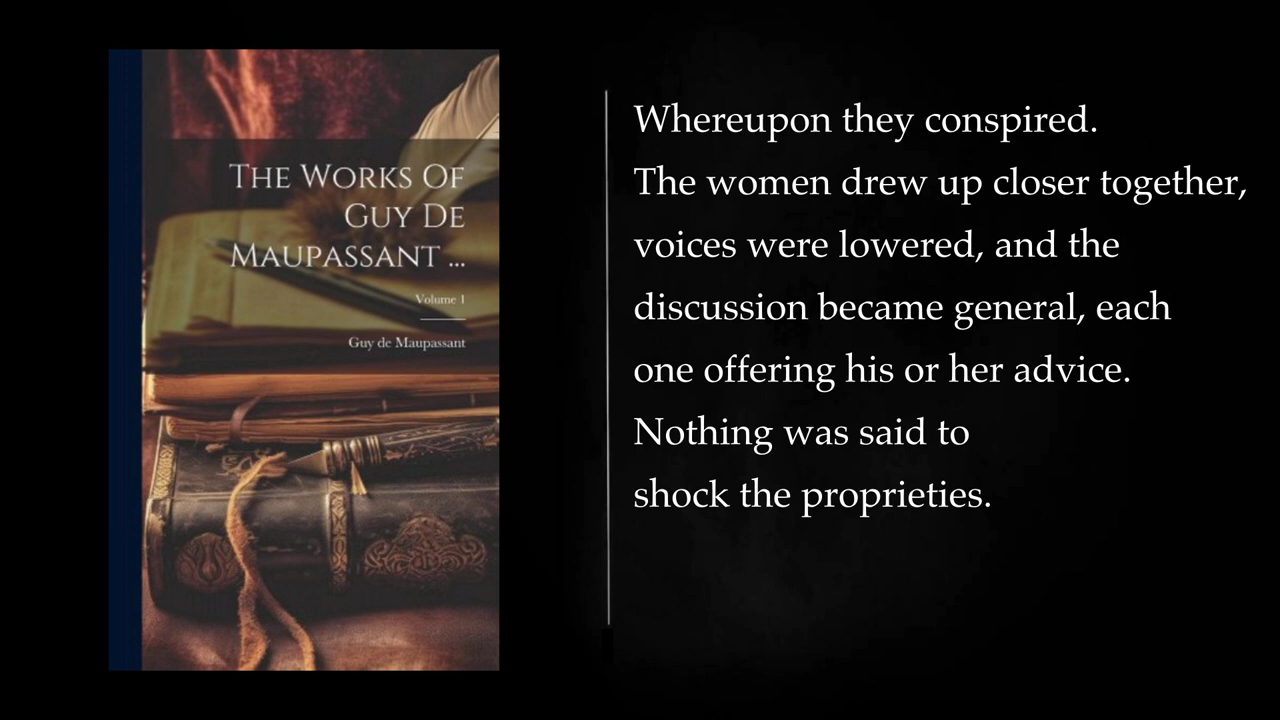 The Works Of
Guy De
Maupassant ...
Volume 1
Guy de Maupassant
Whereupon they conspired.
The women drew up closer together,
voices were lowered, and the
discussion became general, each
one offering his or her advice.
Nothing was said to
shock the proprieties.